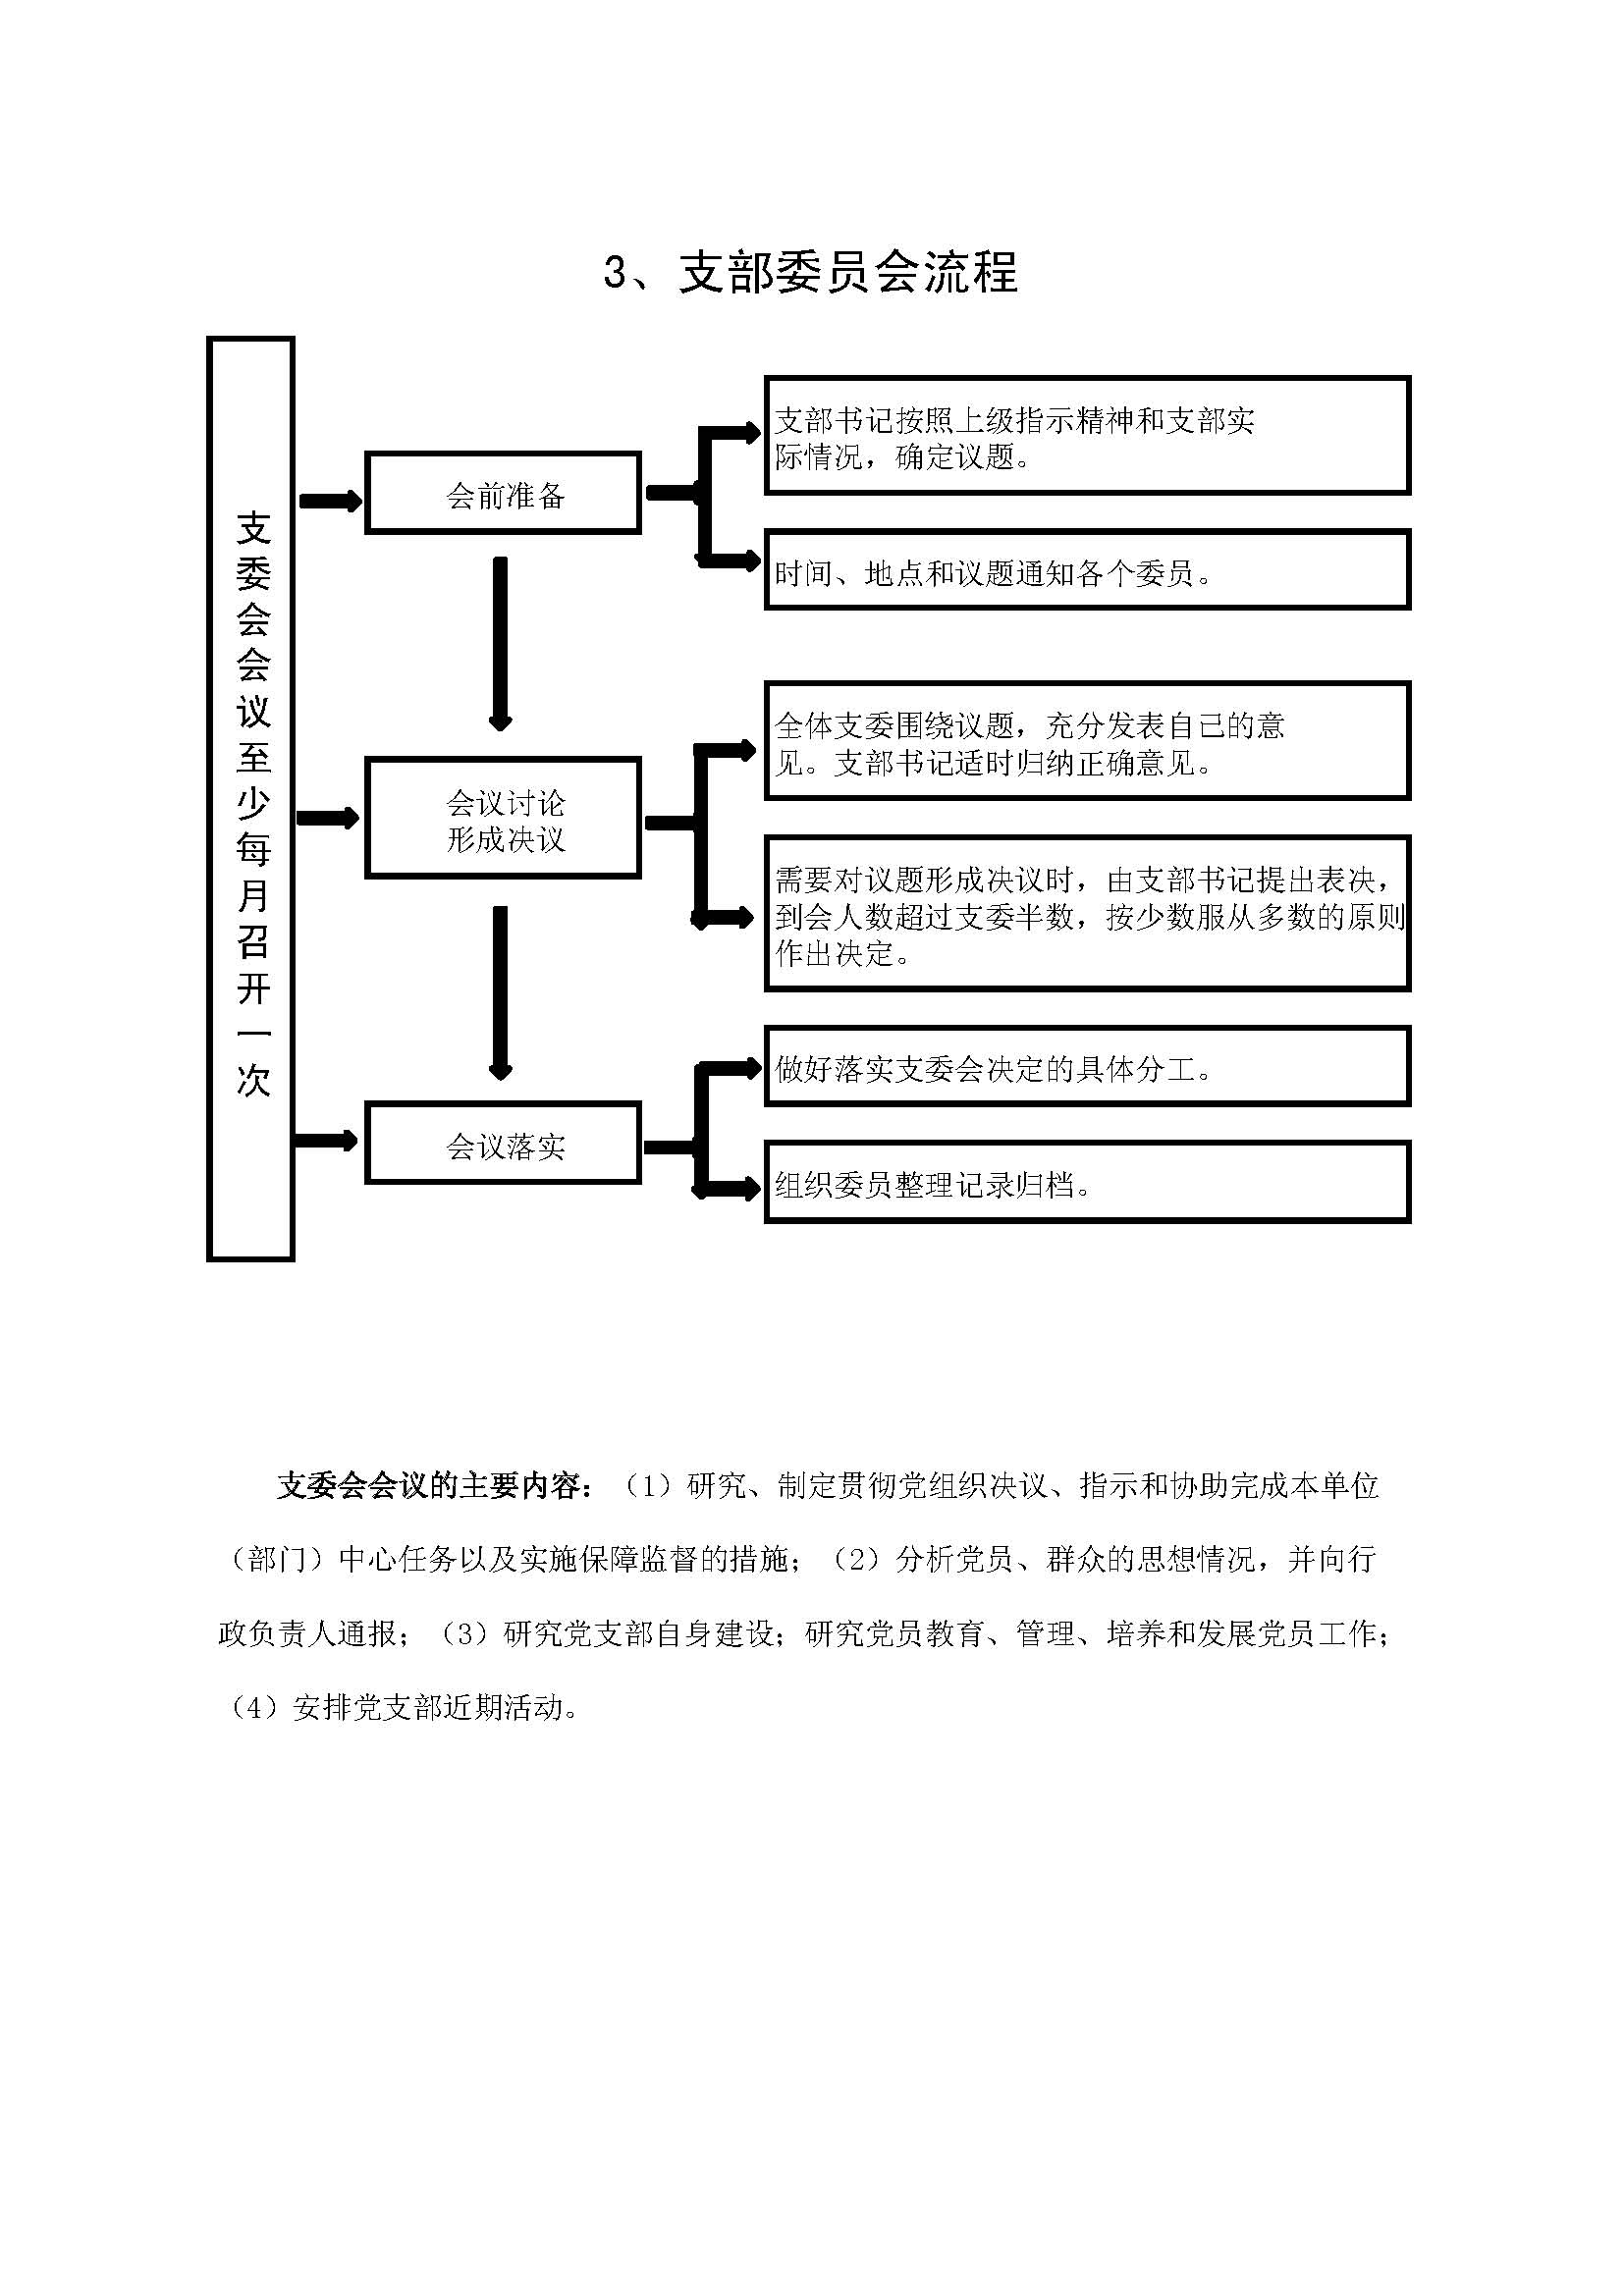 3、支部委员会流程
支委会会议至少每月召开一次
会前准备
支部书记按照上级指示精神和支部实
际情况，确定议题。
时间、地点和议题通知各个委员。
会议讨论
形成决议
全体支委围绕议题，充分发表自己的意
见。支部书记适时归纳正确意见。
需要对议题形成决议时，由支部书记提出表决，
到会人数超过支委半数，按少数服从多数的原则
作出决定。
会议落实
做好落实支委会决定的具体分工。
组织委员整理记录归档。
支委会会议的主要内容：（1）研究、制定贯彻党组织决议、指示和协助完成本单位
（部门）中心任务以及实施保障监督的措施；（2）分析党员、群众的思想情况，并向行
政负责人通报；（3）研究党支部自身建设；研究党员教育、管理、培养和发展党员工作；
（4）安排党支部近期活动。